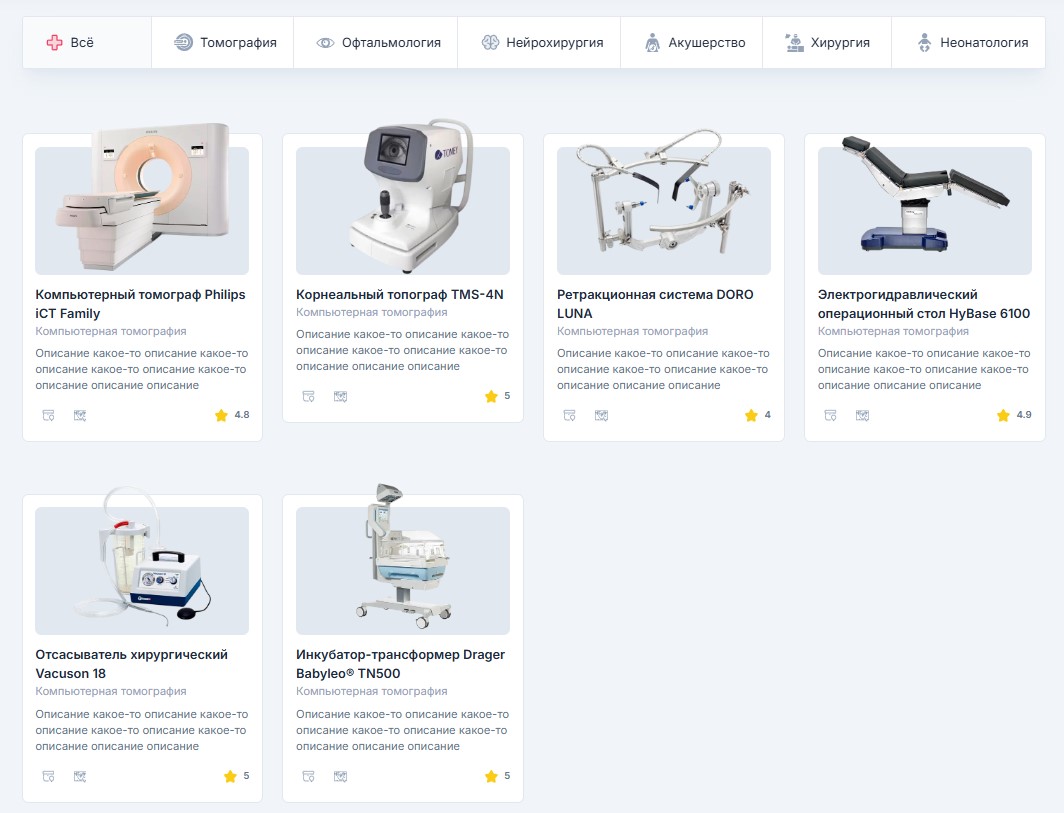 Всё
Томография
Офтальмология
Нейрохирургия
Акушерство
Хирургия
Неонатология
TOMEY
Компьютерный томограф Philips
iCT Family
Компьютерная томография
Описание какое-то описание какое-то
описание какое-то описание какое-то
описание описание описание
4.8
Корнеальный топограф TMS-4N
Компьютерная томография
Описание какое-то описание какое-то
описание какое-то описание какое-то
описание описание описание
5
Ретракционная система DORO
LUNA
Компьютерная томография
Описание какое-то описание какое-то
описание какое-то описание какое-то
описание описание описание
4
Электрогидравлический
операционный стол HyBase 6100
Компьютерная томография
Описание какое-то описание какое-то
описание какое-то описание какое-то
описание описание описание
4.9
Отсасыватель хирургический
Vacuson 18
Компьютерная томография
Описание какое-то описание какое-то
описание какое-то описание какое-то
описание описание описание
5
Инкубатор-трансформер Drager
Babyleo® TN500
Компьютерная томография
Описание какое-то описание какое-то
описание какое-то описание какое-то
описание описание описание
5